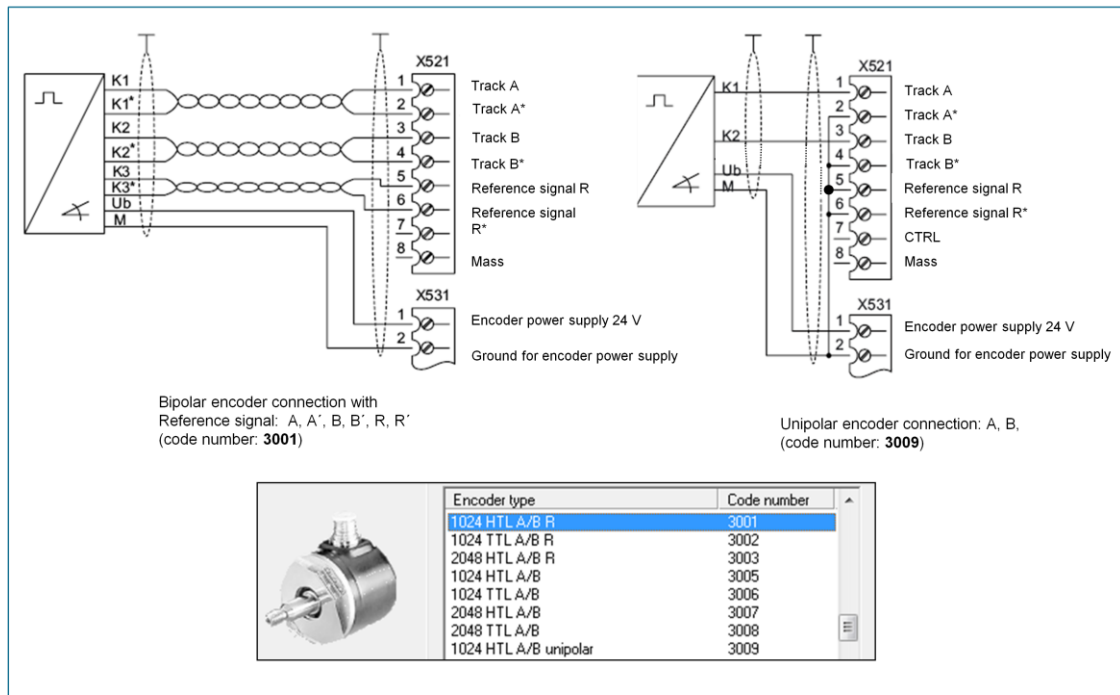 X521
K1
1
Track A
K1*
2
Track A*
K2
3
Track B
K2*
4
Track B*
K3
5
Reference signal R
K3*
6
Reference signal
R*
Ub
M
7
8
Mass
X531
1
Encoder power supply 24 V
2
Ground for encoder power supply
Bipolar encoder connection with
Reference signal: A, A´, B, B´, R, R´
(code number: 3001)
X521
K1
1
Track A
2
Track A*
K2
3
Track B
4
Track B*
Ub
5
Reference signal R
M
6
Reference signal R*
7
CTRL
8
Mass
X531
1
Encoder power supply 24 V
2
Ground for encoder power supply
Unipolar encoder connection: A, B,
(code number: 3009)
Encoder type Code number
1024 HTL A/B R 3001
1024 TTL A/B R 3002
2048 HTL A/B R 3003
1024 HTL A/B 3005
1024 TTL A/B 3006
2048 HTL A/B 3007
2048 TTL A/B 3008
1024 HTL A/B unipolar 3009